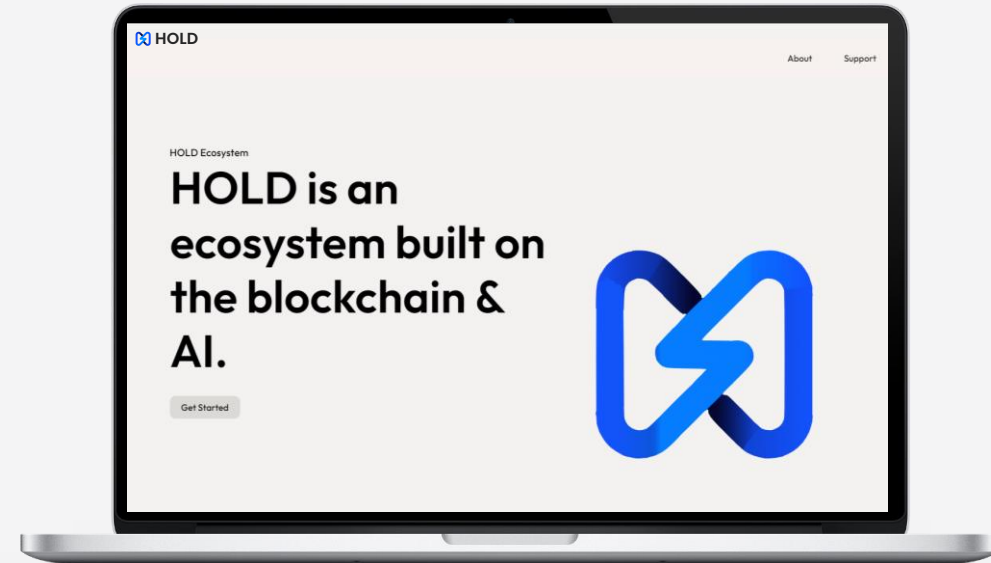 HOLD
About Support
HOLD Ecosystem
HOLD is an
ecosystem built on
the blockchain &
AI.
Get Started